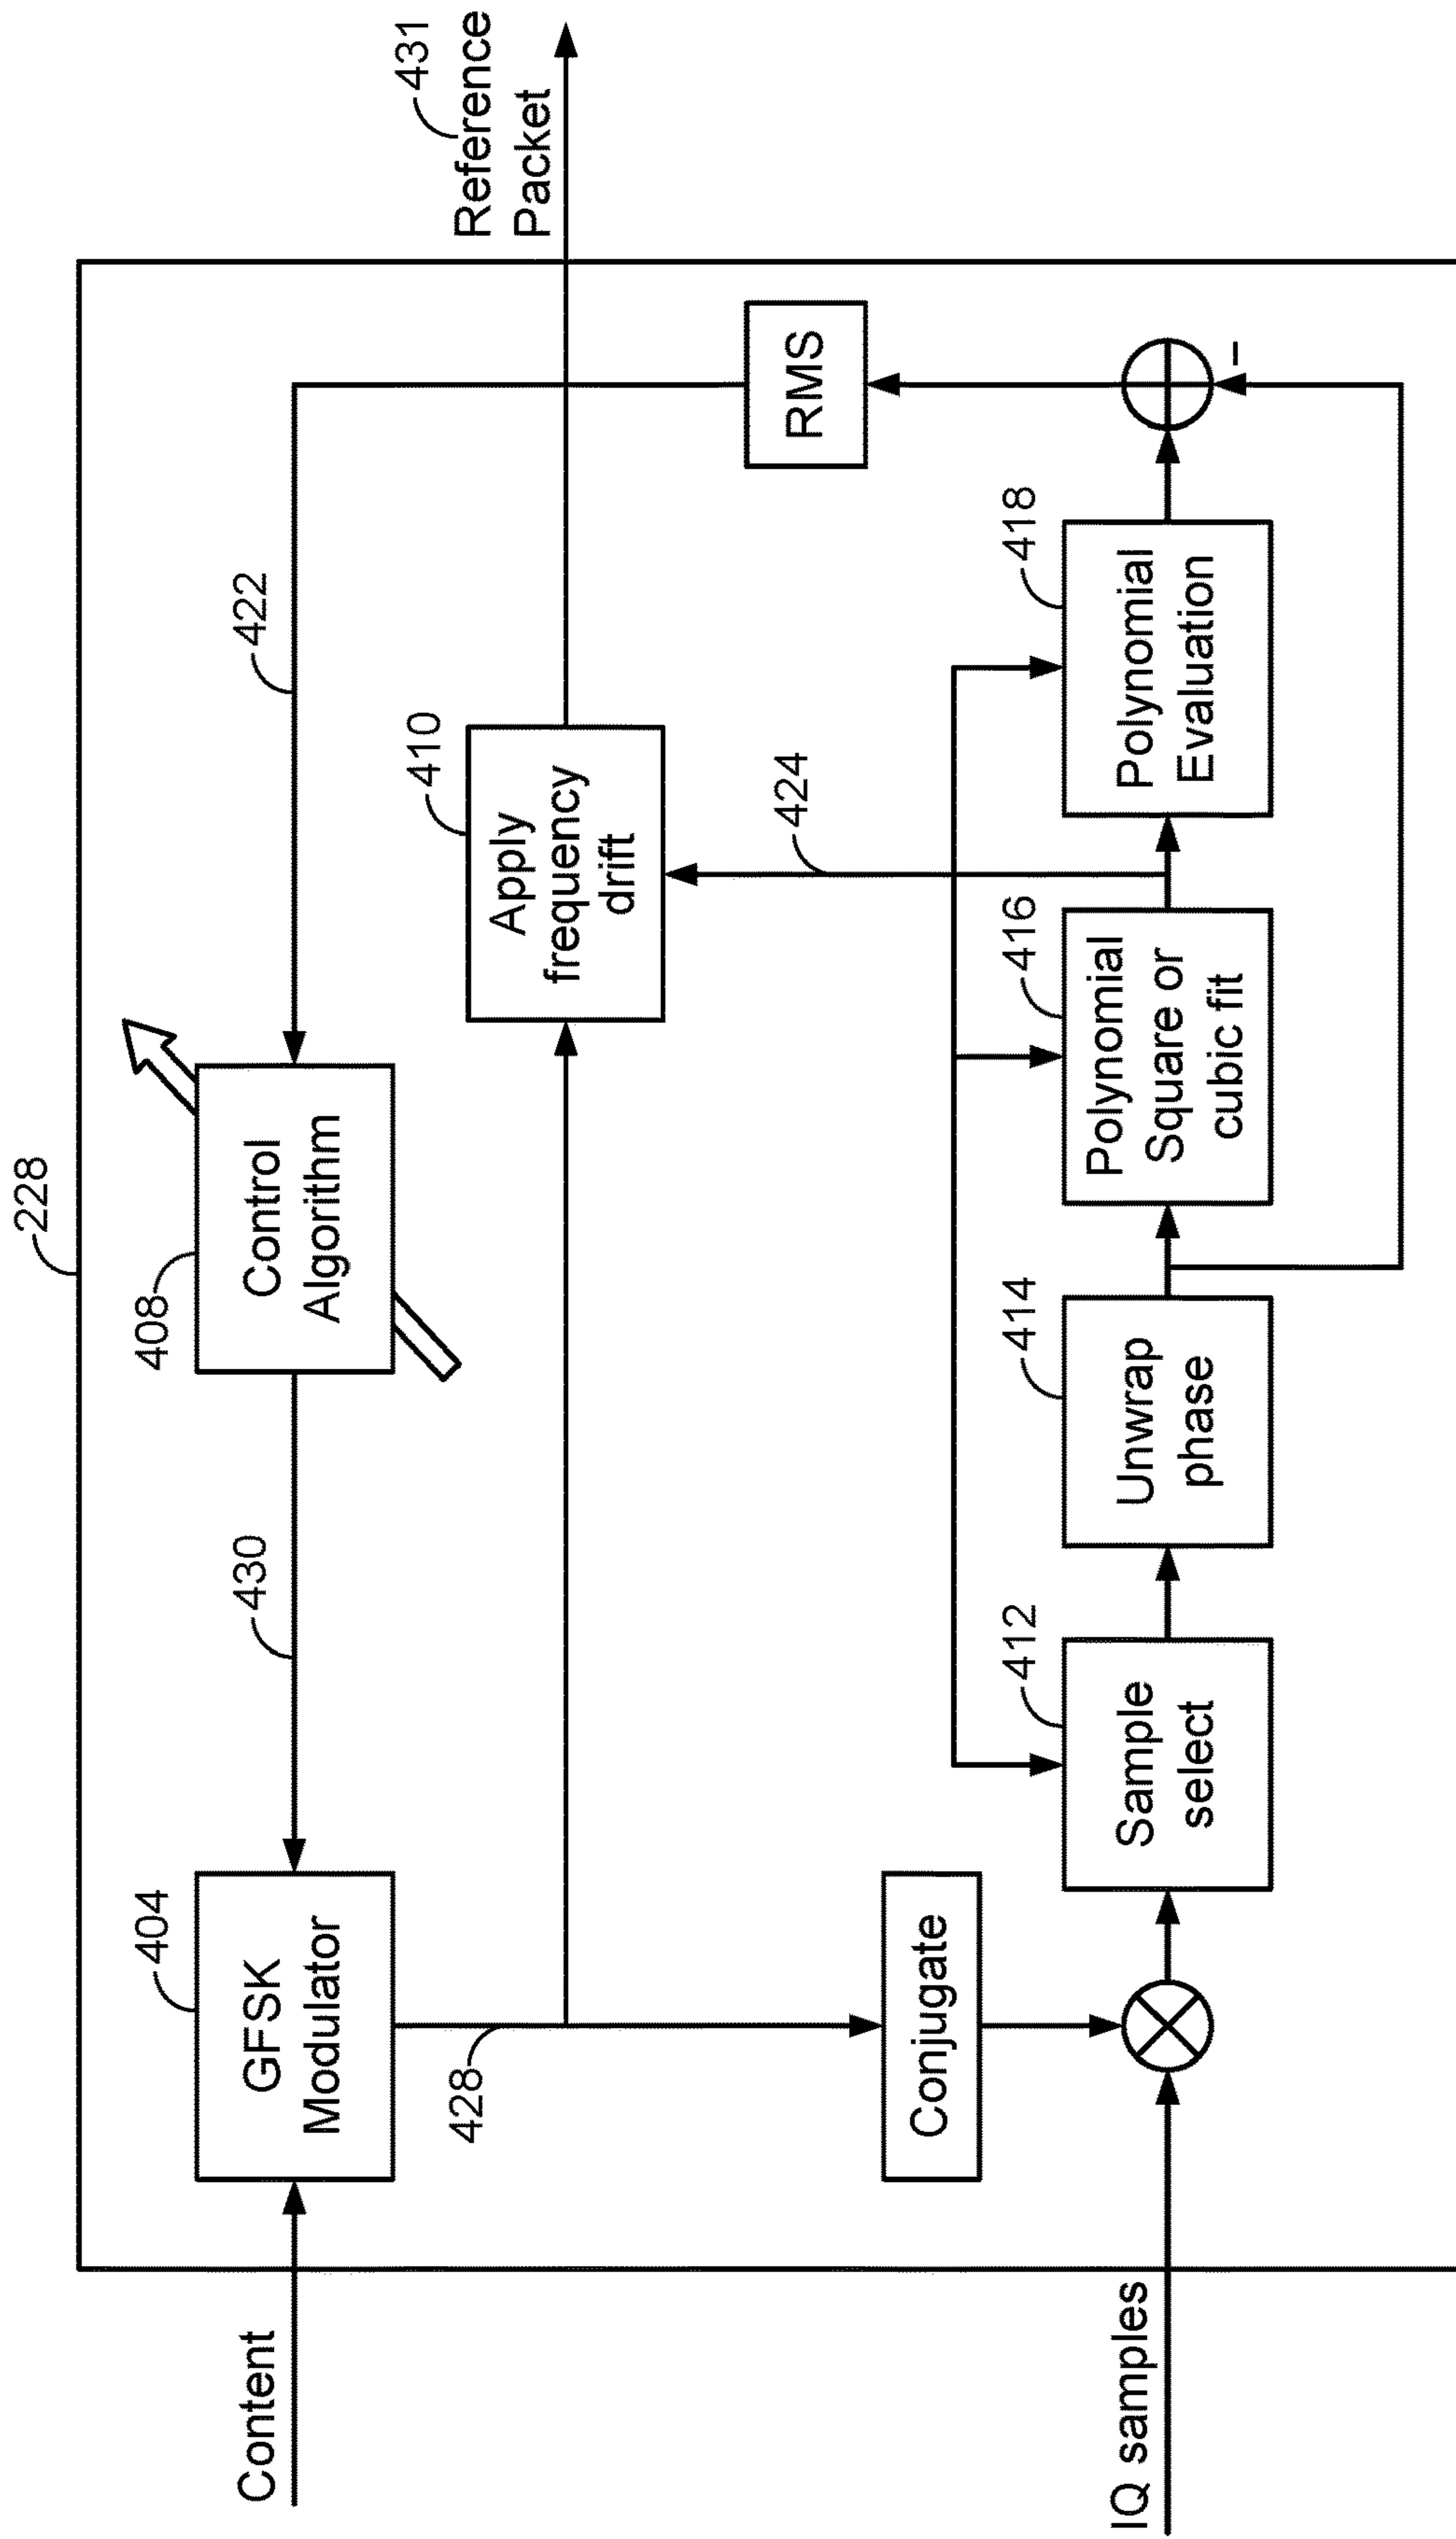 228
404
GFSK
Modulator
430
408
Control
Algorithm
422
431
Reference
Packet
Content
428
410
Apply
frequency
drift
424
RMS
Conjugate
IQ samples
412
Sample
select
414
Unwrap
phase
416
Polynomial
Square or
cubic fit
418
Polynomial
Evaluation
-